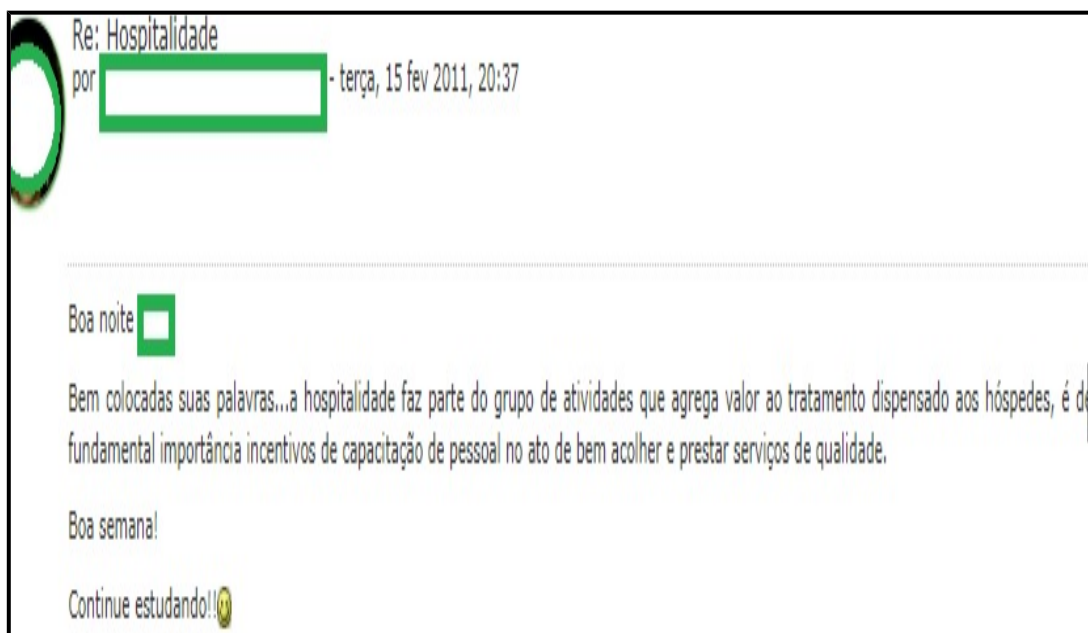 Re: Hospitalidade
por - terça, 15 fev 2011, 20:37
Boa noite
Bem colocadas suas palavras...a hospitalidade faz parte do grupo de atividades que agrega valor ao tratamento dispensado aos hóspedes, é de
fundamental importância incentivos de capacitação de pessoal no ato de bem acolher e prestar serviços de qualidade.
Boa semana!
Continue estudando!!